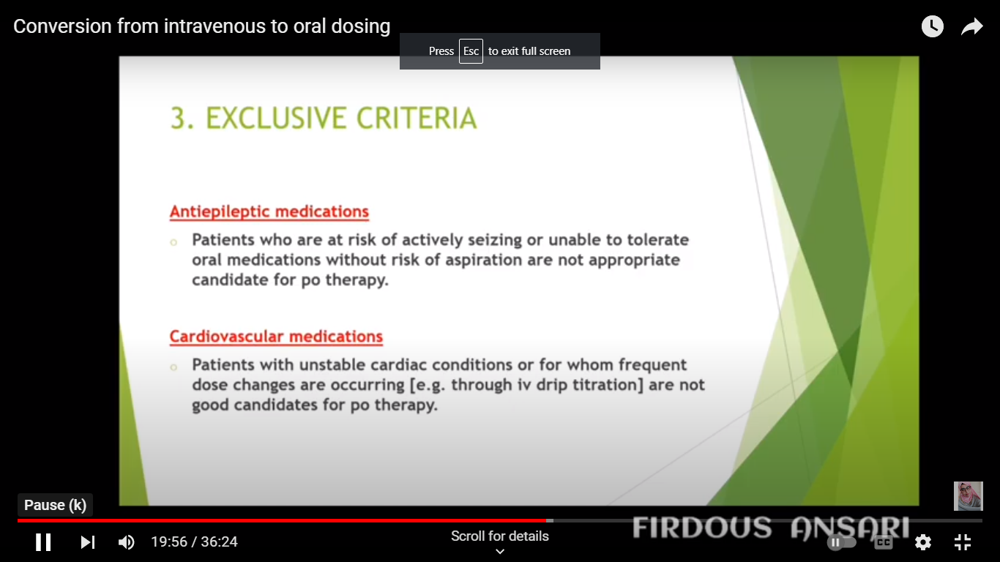 Conversion from intravenous to oral dosing
Press Esc to exit full screen
3. EXCLUSIVE CRITERIA
Antiepileptic medications
Patients who are at risk of actively seizing or unable to tolerate
oral medications without risk of aspiration are not appropriate
candidate for po therapy.
Cardiovascular medications
Patients with unstable cardiac conditions or for whom frequent
dose changes are occurring [e.g. through iv drip titration] are not
good candidates for po therapy.
Pause (k)
FIRDOUS ANSARI
19:56 / 36:24
Scroll for details
CC